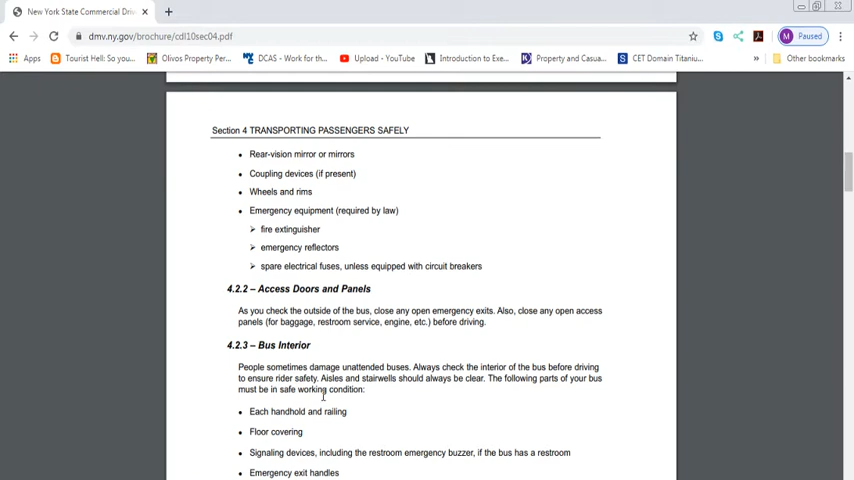 New York State Commercial Driv
dmv.ny.gov/brochure/cdl10sec04.pdf
M Paused
Apps
Tourist Hell: So you...
Olivos Property Per...
DCAS - Work for th...
Upload - YouTube
Introduction to Exe...
Property and Casua...
CET Domain Titaniu...
»
Other bookmarks
Section 4 TRANSPORTING PASSENGERS SAFELY
• Rear-vision mirror or mirrors
• Coupling devices (if present)
• Wheels and rims
• Emergency equipment (required by law)
➢ fire extinguisher
➢ emergency reflectors
➢ spare electrical fuses, unless equipped with circuit breakers
4.2.2 – Access Doors and Panels
As you check the outside of the bus, close any open emergency exits. Also, close any open access
panels (for baggage, restroom service, engine, etc.) before driving.
4.2.3 – Bus Interior
People sometimes damage unattended buses. Always check the interior of the bus before driving
to ensure rider safety. Aisles and stairwells should always be clear. The following parts of your bus
must be in safe working condition:
• Each handhold and railing
• Floor covering
• Signaling devices, including the restroom emergency buzzer, if the bus has a restroom
• Emergency exit handles